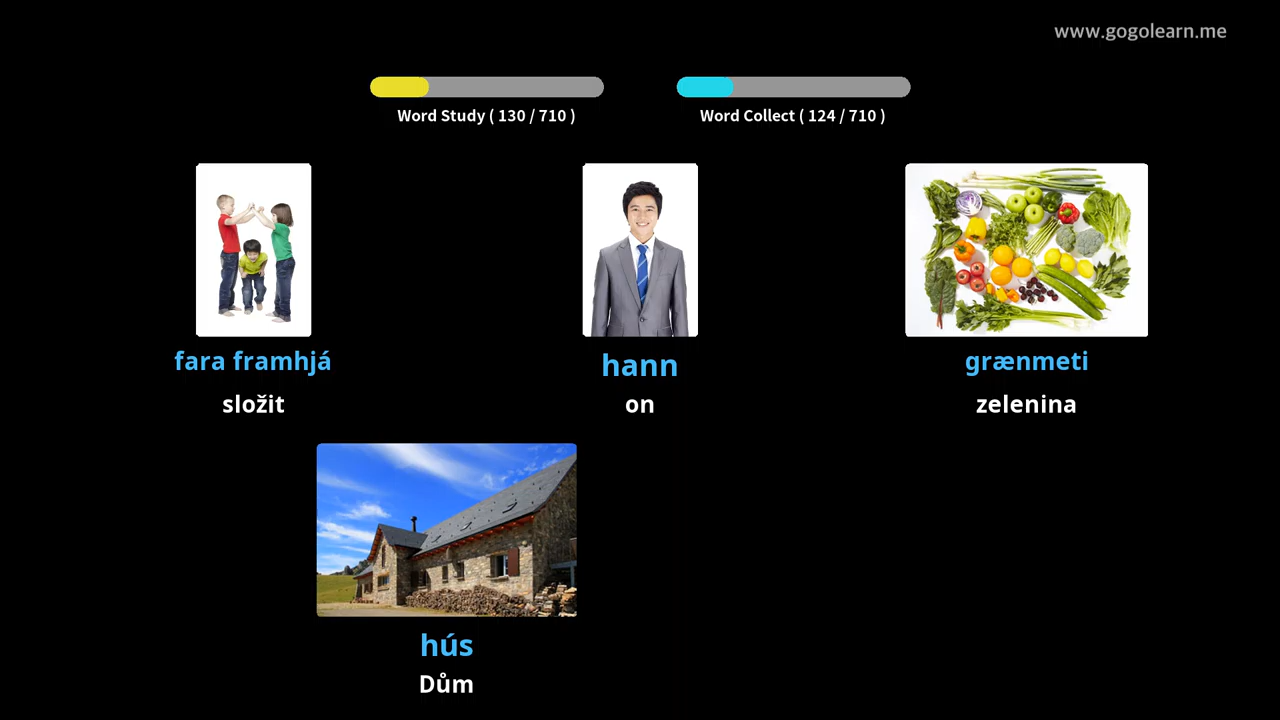 www.gogolearn.me
Word Study ( 130 / 710 )
Word Collect ( 124 / 710 )
fara framhjá
složit
hann
on
grænmeti
zelenina
hús
Dům